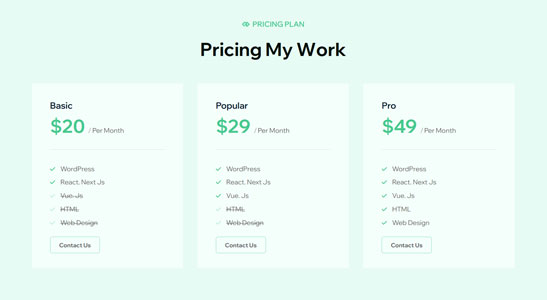 PRICING PLAN
Pricing My Work
Basic
$20 / Per Month
WordPress
React, Next Js
Vue. Js
HTML
Web Design
Contact Us
Popular
$29 / Per Month
WordPress
React, Next Js
Vue. Js
HTML
Web Design
Contact Us
Pro
$49 / Per Month
WordPress
React, Next Js
Vue. Js
HTML
Web Design
Contact Us